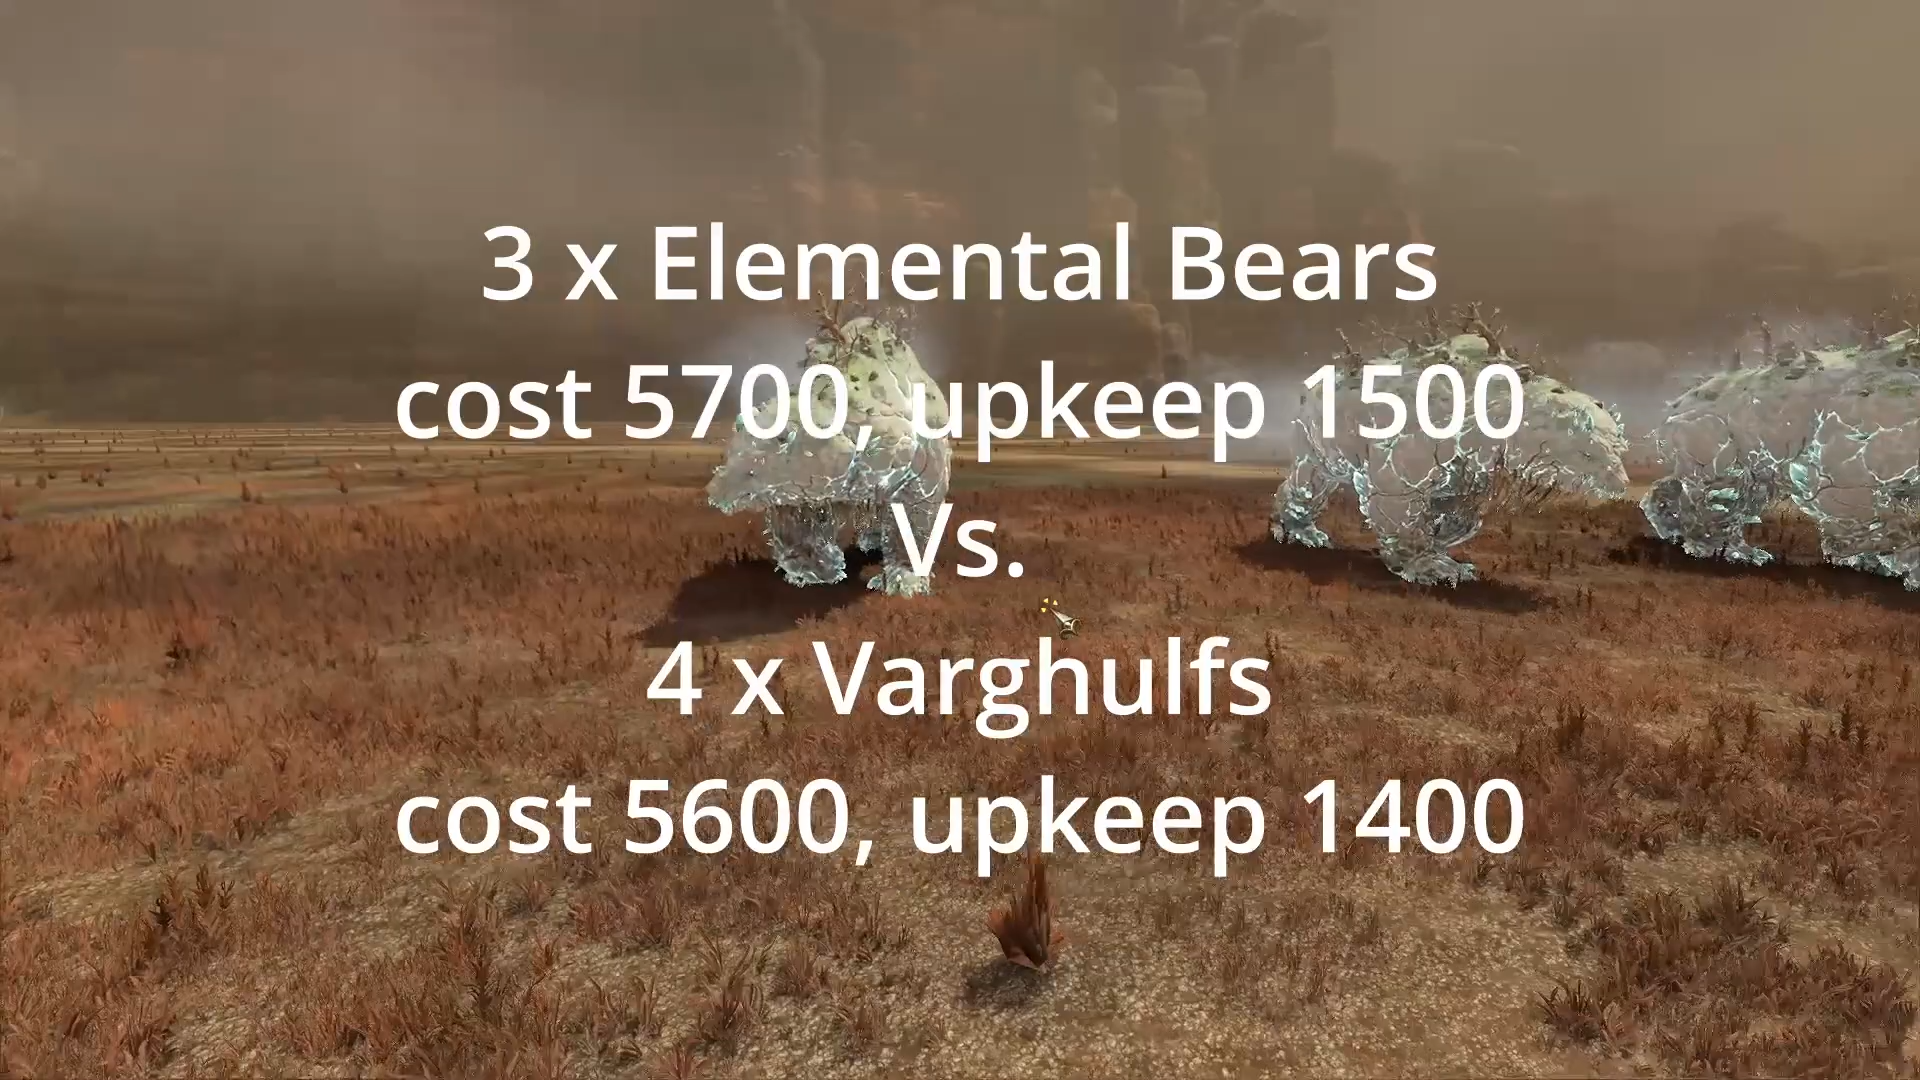 3 x Elemental Bears
cost 5700, upkeep 1500
Vs.
4 x Varghulfs
cost 5600, upkeep 1400